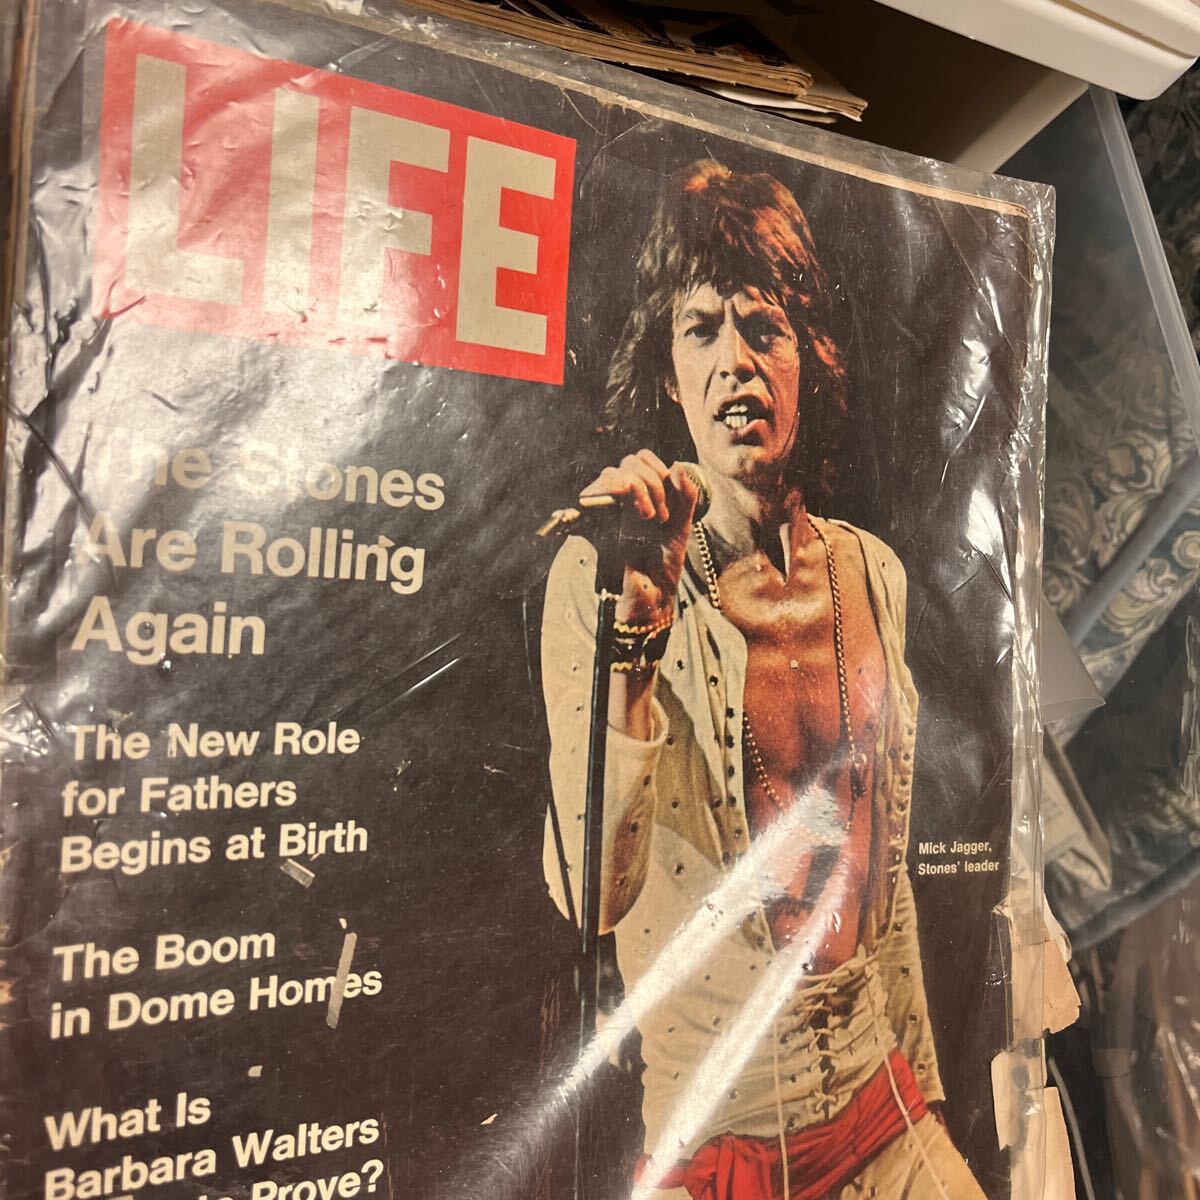 LIFE
The Stones
Are Rolling
Again
The New Role
for Fathers
Begins at Birth
The Boom
in Dome Homes
What Is
Barbara Walters
Prove?
Mick Jagger,
Stones' leader